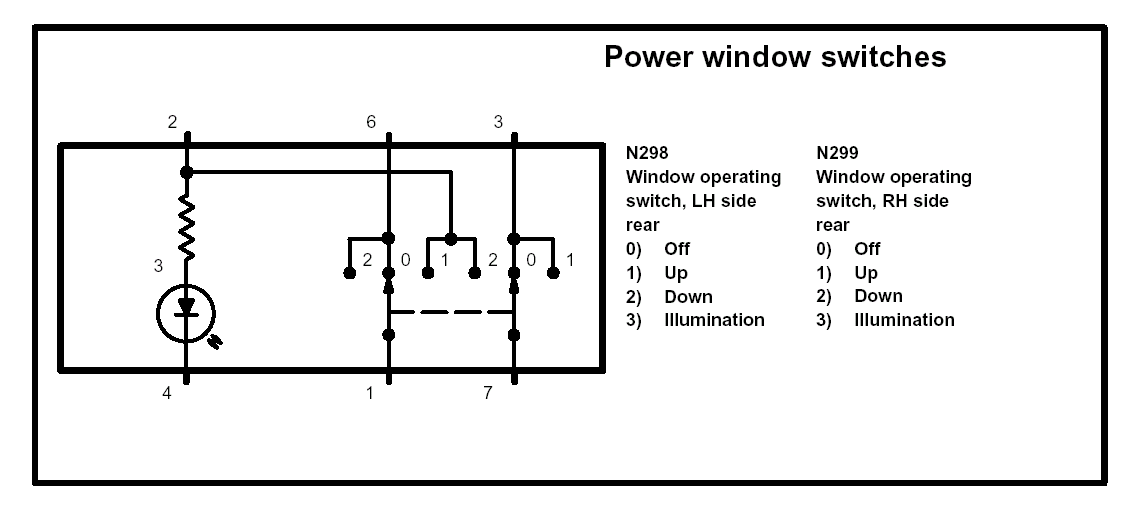 Power window switches
2 6 3
N298
Window operating
switch, LH side
rear
0) Off
1) Up
2) Down
3) Illumination
N299
Window operating
switch, RH side
rear
0) Off
1) Up
2) Down
3) Illumination
3 2 0 1 2 0 1
4 1 7